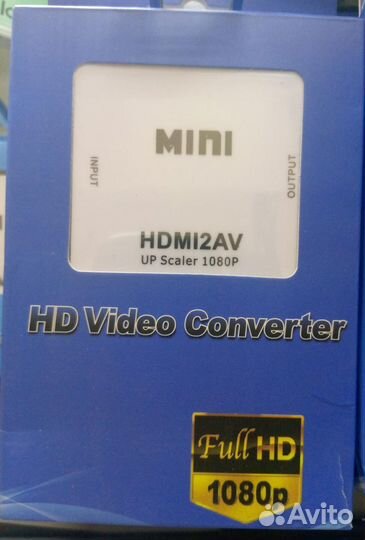 MINI
INPUT
OUTPUT
HDMI2AV
UP Scaler 1080P
HD Video Converter
Full HD
1080p
Avito